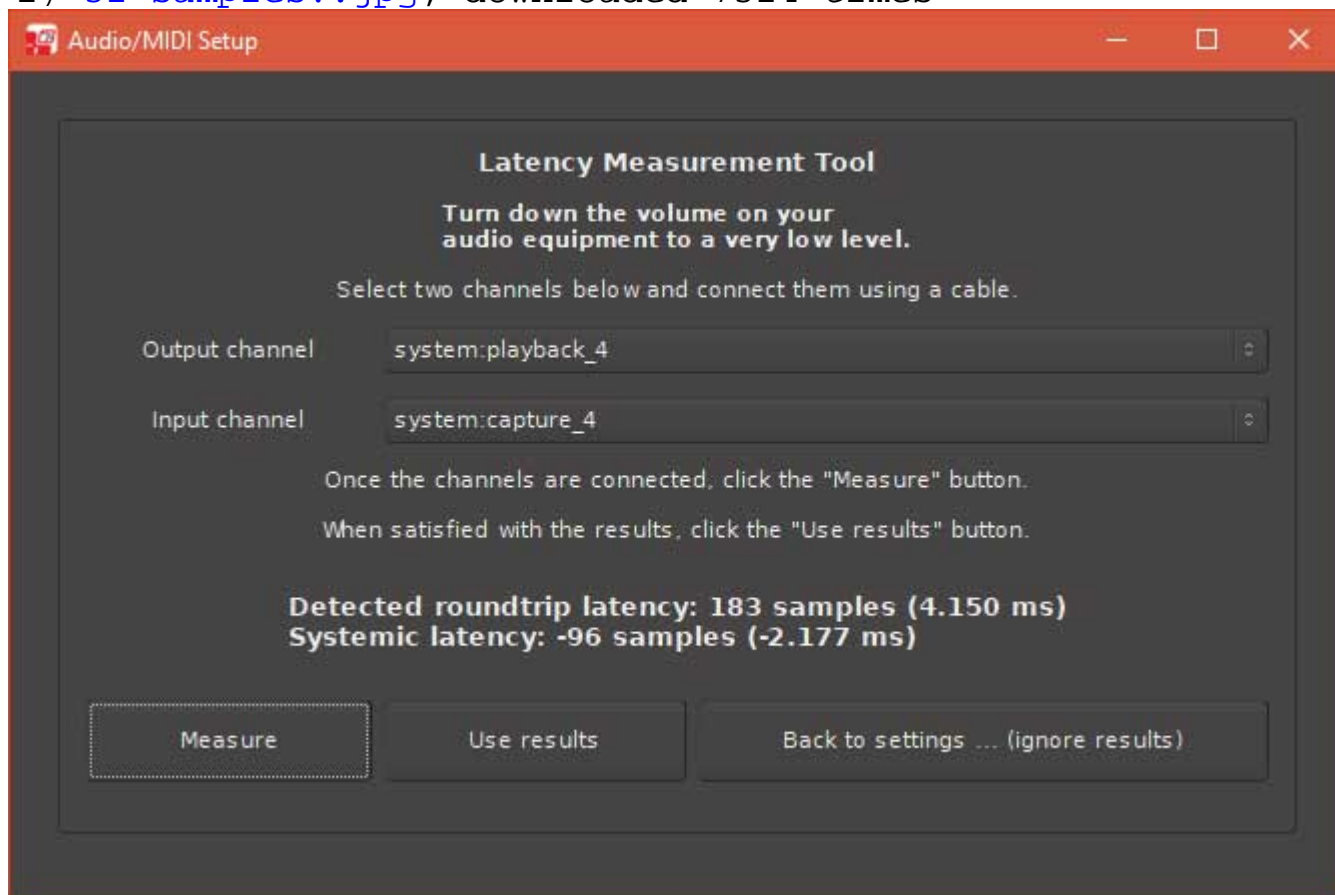 Audio/MIDI Setup
Latency Measurement Tool
Turn down the volume on your
audio equipment to a very low level.
Select two channels below and connect them using a cable.
Output channel system:playback_4
Input channel system:capture_4
Once the channels are connected, click the "Measure" button.
When satisfied with the results, click the "Use results" button.
Detected roundtrip latency: 183 samples (4.150 ms)
Systemic latency: -96 samples (-2.177 ms)
Measure Use results Back to settings ... (ignore results)